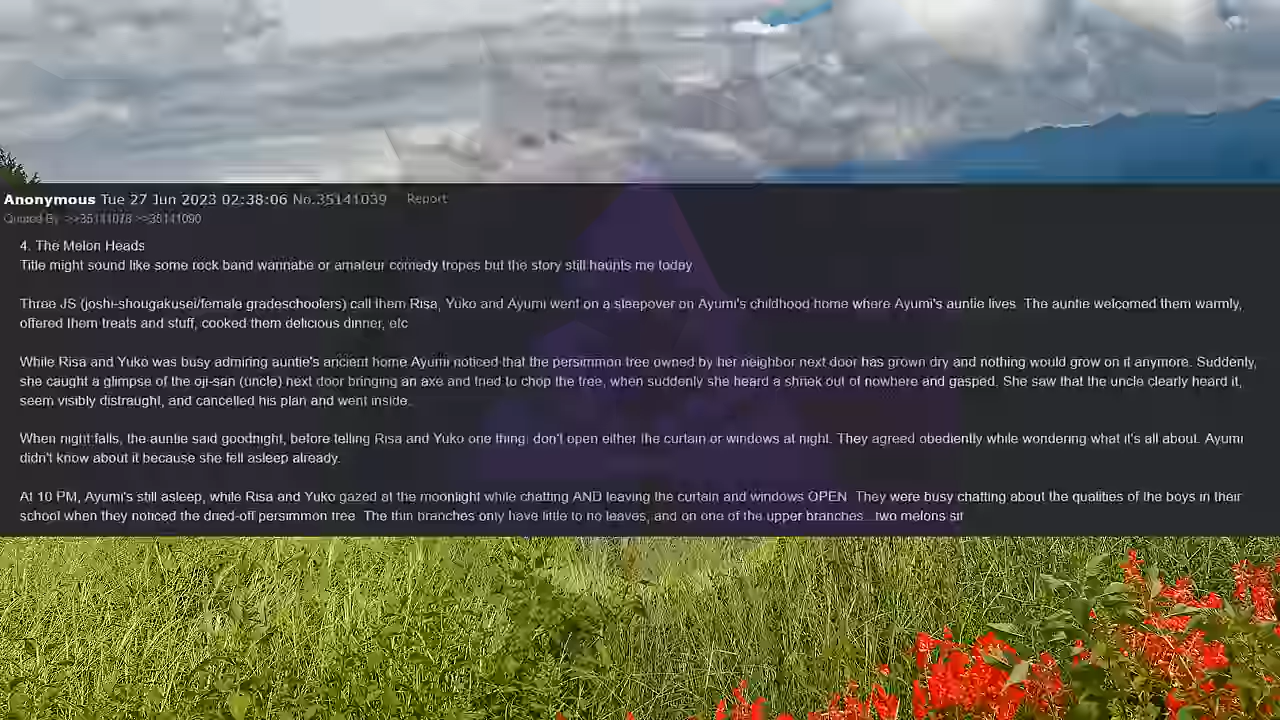 Anonymous Tue 27 Jun 2023 02:38:06 No.35141039 Report
Quoted By: >>35141078 >>35141090
4. The Melon Heads
Title might sound like some rock band wannabe or amateur comedy tropes but the story still haunts me today
Three JS (joshi-shougakusei/female gradeschoolers) call them Risa, Yuko and Ayumi went on a sleepover on Ayumi's childhood home where Ayumi's auntie lives. The auntie welcomed them warmly,
offered them treats and stuff, cooked them delicious dinner, etc
While Risa and Yuko was busy admiring auntie's ancient home Ayumi noticed that the persimmon tree owned by her neighbor next door has grown dry and nothing would grow on it anymore. Suddenly,
she caught a glimpse of the oji-san (uncle) next door bringing an axe and tried to chop the tree, when suddenly she heard a shriek out of nowhere and gasped. She saw that the uncle clearly heard it,
seem visibly distraught, and cancelled his plan and went inside.
When night falls, the auntie said goodnight, before telling Risa and Yuko one thing: don't open either the curtain or windows at night. They agreed obediently while wondering what it's all about. Ayumi
didn't know about it because she fell asleep already.
At 10 PM, Ayumi's still asleep, while Risa and Yuko gazed at the moonlight while chatting AND leaving the curtain and windows OPEN. They were busy chatting about the qualities of the boys in their
school when they noticed the dried-off persimmon tree. The thin branches only have little to no leaves, and on one of the upper branches...two melons sit